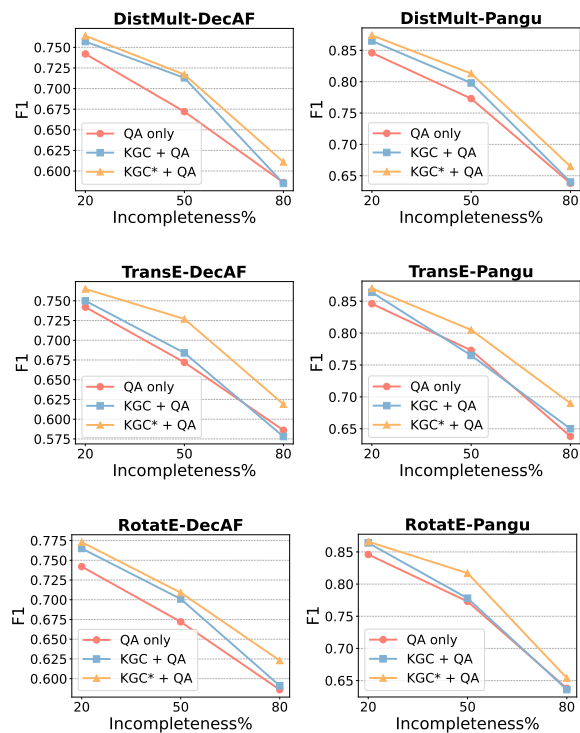 DistMult-DecAF
0.750
0.725
0.700
0.675
0.650
0.625
0.600
F1
QA only
KGC + QA
KGC* + QA
20 50 80
Incompleteness%
DistMult-Pangu
0.85
0.80
0.75
0.70
0.65
F1
QA only
KGC + QA
KGC* + QA
20 50 80
Incompleteness%
TransE-DecAF
0.750
0.725
0.700
0.675
0.650
0.625
0.600
0.575
F1
QA only
KGC + QA
KGC* + QA
20 50 80
Incompleteness%
TransE-Pangu
0.85
0.80
0.75
0.70
0.65
F1
QA only
KGC + QA
KGC* + QA
20 50 80
Incompleteness%
RotatE-DecAF
0.775
0.750
0.725
0.700
0.675
0.650
0.625
0.600
F1
QA only
KGC + QA
KGC* + QA
20 50 80
Incompleteness%
RotatE-Pangu
0.85
0.80
0.75
0.70
0.65
F1
QA only
KGC + QA
KGC* + QA
20 50 80
Incompleteness%